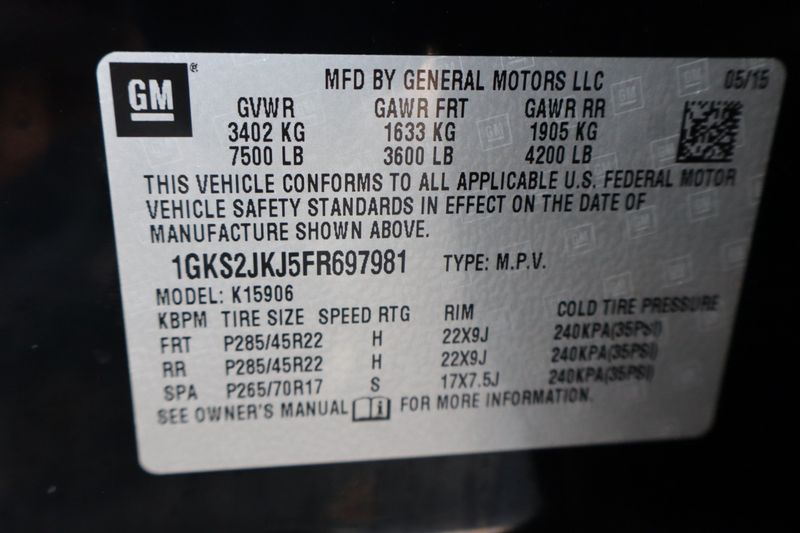 GM® MFD BY GENERAL MOTORS LLC 05/15
GVWR GAWR FRT GAWR RR
3402 KG 1633 KG 1905 KG
7500 LB 3600 LB 4200 LB
THIS VEHICLE CONFORMS TO ALL APPLICABLE U.S. FEDERAL MOTOR
VEHICLE SAFETY STANDARDS IN EFFECT ON THE DATE OF
MANUFACTURE SHOWN ABOVE.
1GKS2JKJ5FR697981 TYPE: M.P.V.
MODEL: K15906
KBPM TIRE SIZE SPEED RTG RIM COLD TIRE PRESSURE
FRT P285/45R22 H 22X9J 240KPA(35PSI)
RR P285/45R22 H 22X9J 240KPA(35PSI)
SPA P265/70R17 S 17X7.5J 240KPA(35PSI)
SEE OWNER'S MANUAL FOR MORE INFORMATION.